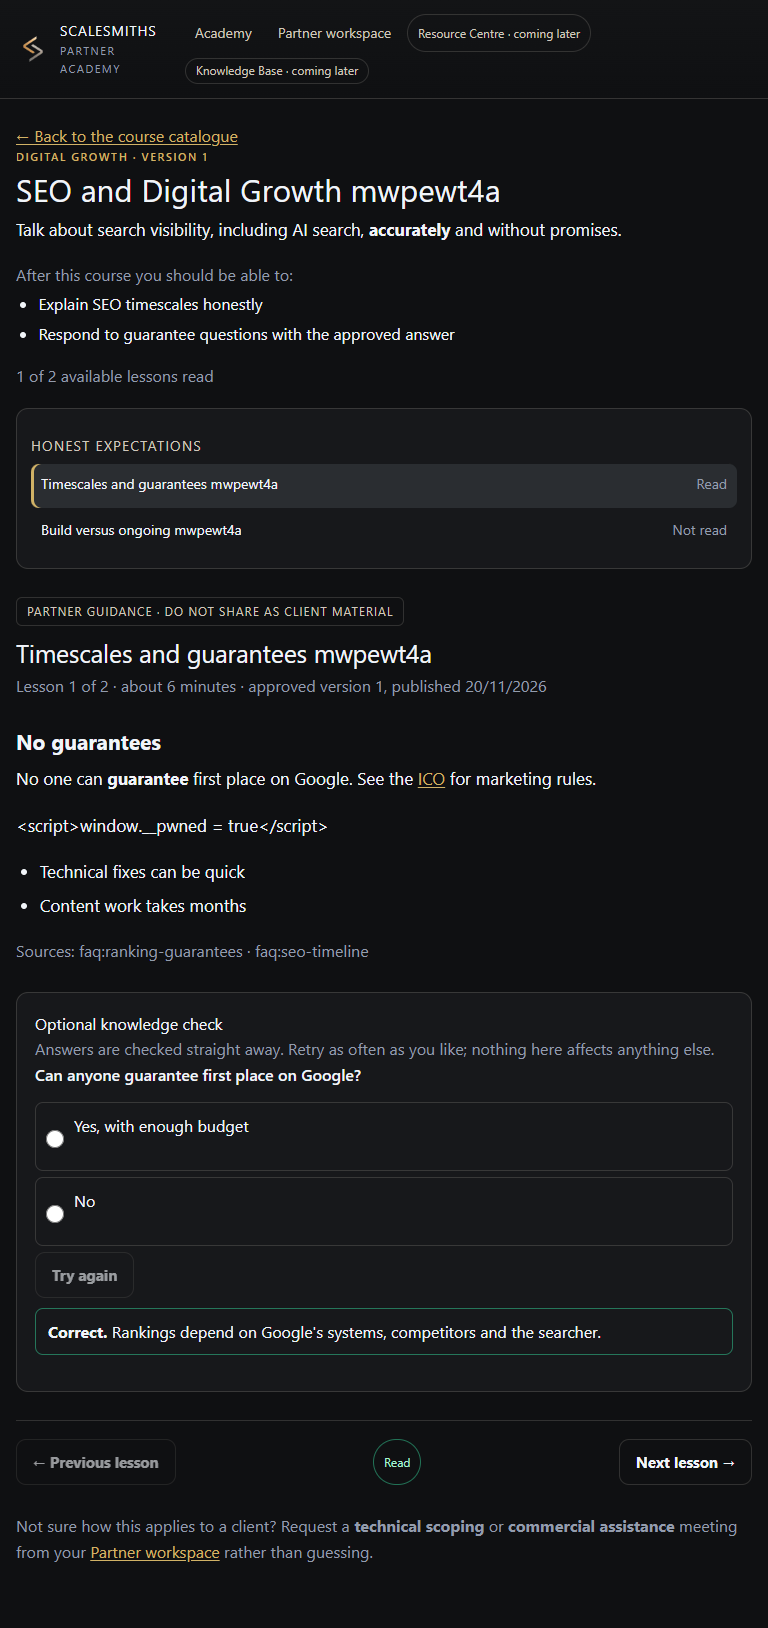 SCALESMITHS
PARTNER
ACADEMY
Academy
Partner workspace
Resource Centre · coming later
Knowledge Base · coming later
← Back to the course catalogue
DIGITAL GROWTH · VERSION 1
SEO and Digital Growth mwpewt4a
Talk about search visibility, including AI search, accurately and without promises.
After this course you should be able to:
• Explain SEO timescales honestly
• Respond to guarantee questions with the approved answer
1 of 2 available lessons read
HONEST EXPECTATIONS
Timescales and guarantees mwpewt4a Read
Build versus ongoing mwpewt4a Not read
PARTNER GUIDANCE · DO NOT SHARE AS CLIENT MATERIAL
Timescales and guarantees mwpewt4a
Lesson 1 of 2 · about 6 minutes · approved version 1, published 20/11/2026
No guarantees
No one can guarantee first place on Google. See the ICO for marketing rules.
<script>window.__pwned = true</script>
• Technical fixes can be quick
• Content work takes months
Sources: faq:ranking-guarantees · faq:seo-timeline
Optional knowledge check
Answers are checked straight away. Retry as often as you like; nothing here affects anything else.
Can anyone guarantee first place on Google?
Yes, with enough budget
No
Try again
Correct. Rankings depend on Google's systems, competitors and the searcher.
← Previous lesson
Read
Next lesson →
Not sure how this applies to a client? Request a technical scoping or commercial assistance meeting
from your Partner workspace rather than guessing.